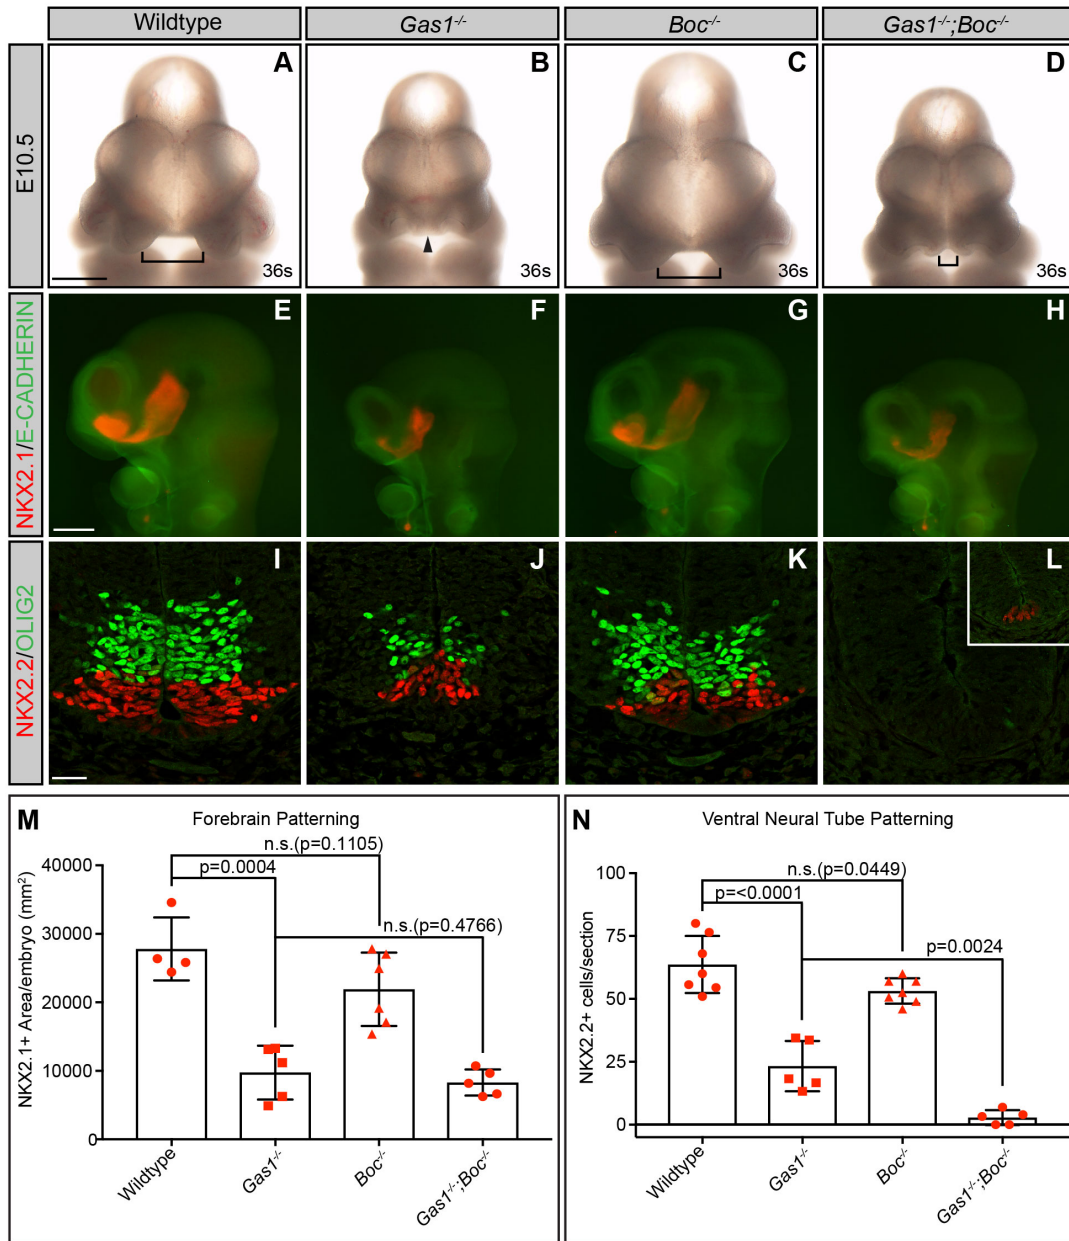 Wildtype
Gas1-/-
Boc-/-
Gas1-/-;Boc-/-
E10.5
A
B
C
D
36s
36s
36s
36s
NKX2.1/E-CADHERIN
E
F
G
H
NKX2.2/OLIG2
I
J
K
L
M
Forebrain Patterning
n.s.(p=0.1105)
p=0.0004
n.s.(p=0.4766)
NKX2.1+ Area/embryo (mm²)
40000
30000
20000
10000
0
Wildtype
Gas1-/-
Boc-/-
Gas1-/-;Boc-/-
N
Ventral Neural Tube Patterning
n.s.(p=0.0449)
p=<0.0001
p=0.0024
NKX2.2+ cells/section
100
75
50
25
0
Wildtype
Gas1-/-
Boc-/-
Gas1-/-;Boc-/-